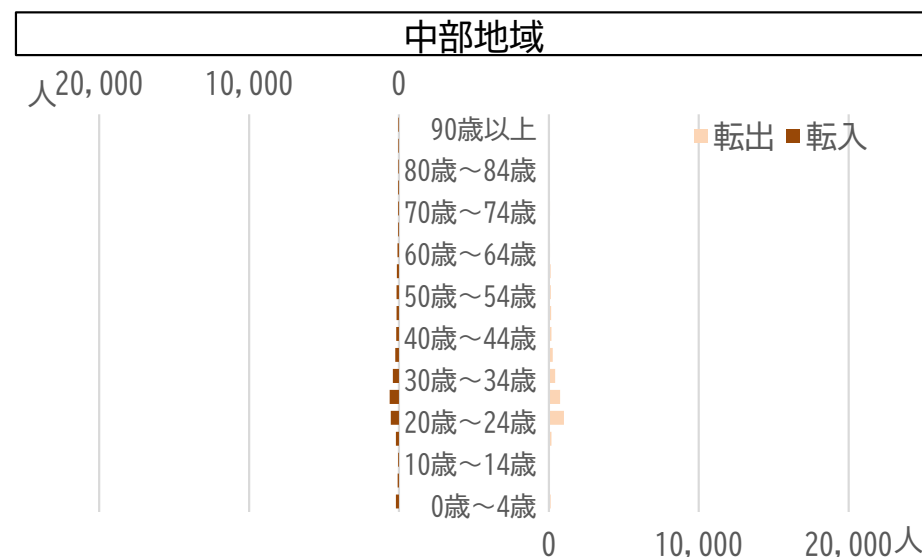 中部地域
人20,000 10,000 0
90歳以上
転出 転入
80歳～84歳
70歳～74歳
60歳～64歳
50歳～54歳
40歳～44歳
30歳～34歳
20歳～24歳
10歳～14歳
0歳～4歳
0 10,000 20,000人